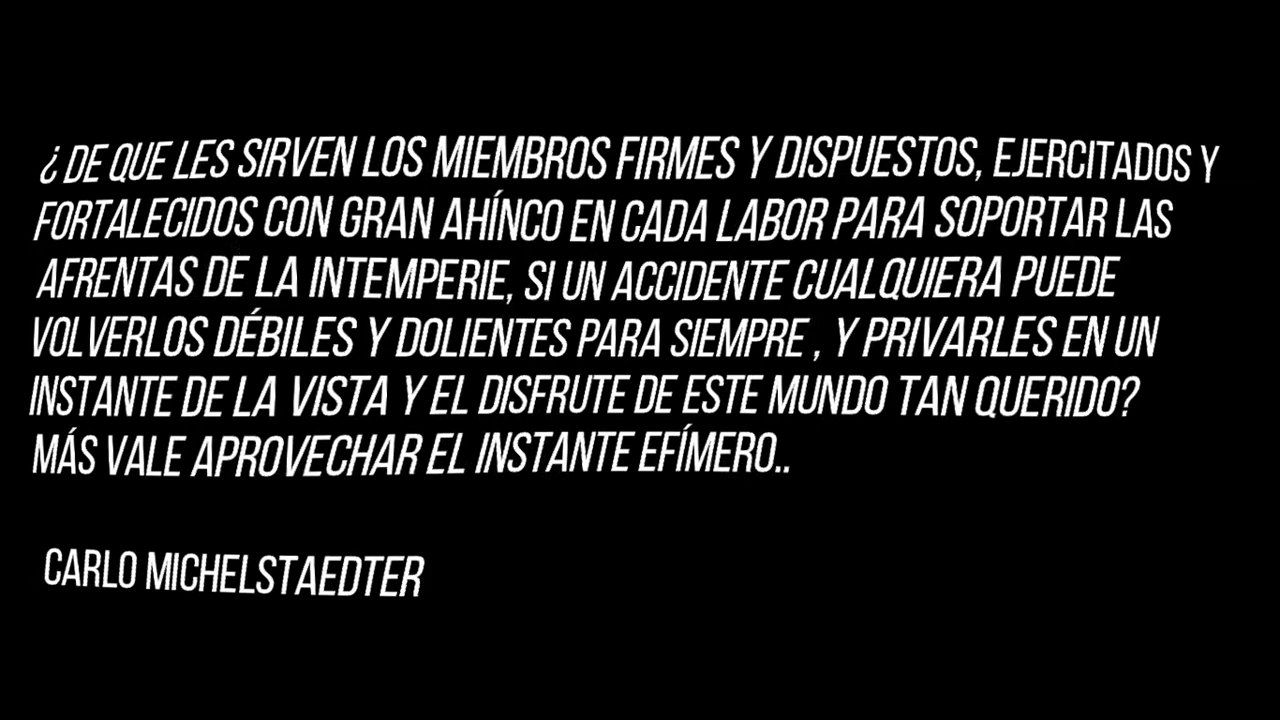 ¿ DE QUE LES SIRVEN LOS MIEMBROS FIRMES Y DISPUESTOS, EJERCITADOS Y
FORTALECIDOS CON GRAN AHÍNCO EN CADA LABOR PARA SOPORTAR LAS
AFRENTAS DE LA INTEMPERIE, SI UN ACCIDENTE CUALQUIERA PUEDE
VOLVERLOS DÉBILES Y DOLIENTES PARA SIEMPRE , Y PRIVARLES EN UN
INSTANTE DE LA VISTA Y EL DISFRUTE DE ESTE MUNDO TAN QUERIDO?
MÁS VALE APROVECHAR EL INSTANTE EFÍMERO..
CARLO MICHELSTAEDTER